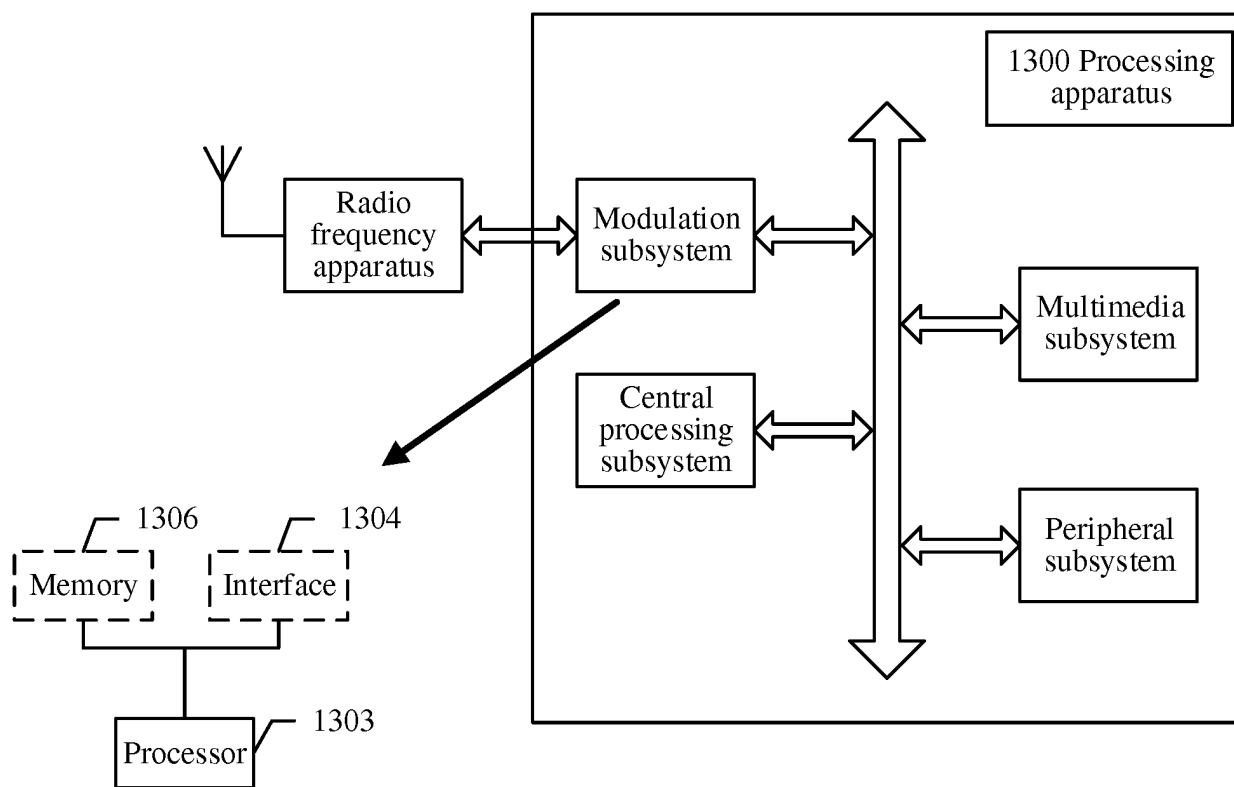 1300 Processing
apparatus
Radio
frequency
apparatus
Modulation
subsystem
Multimedia
subsystem
Central
processing
subsystem
Peripheral
subsystem
1306
1304
Memory
Interface
1303
Processor